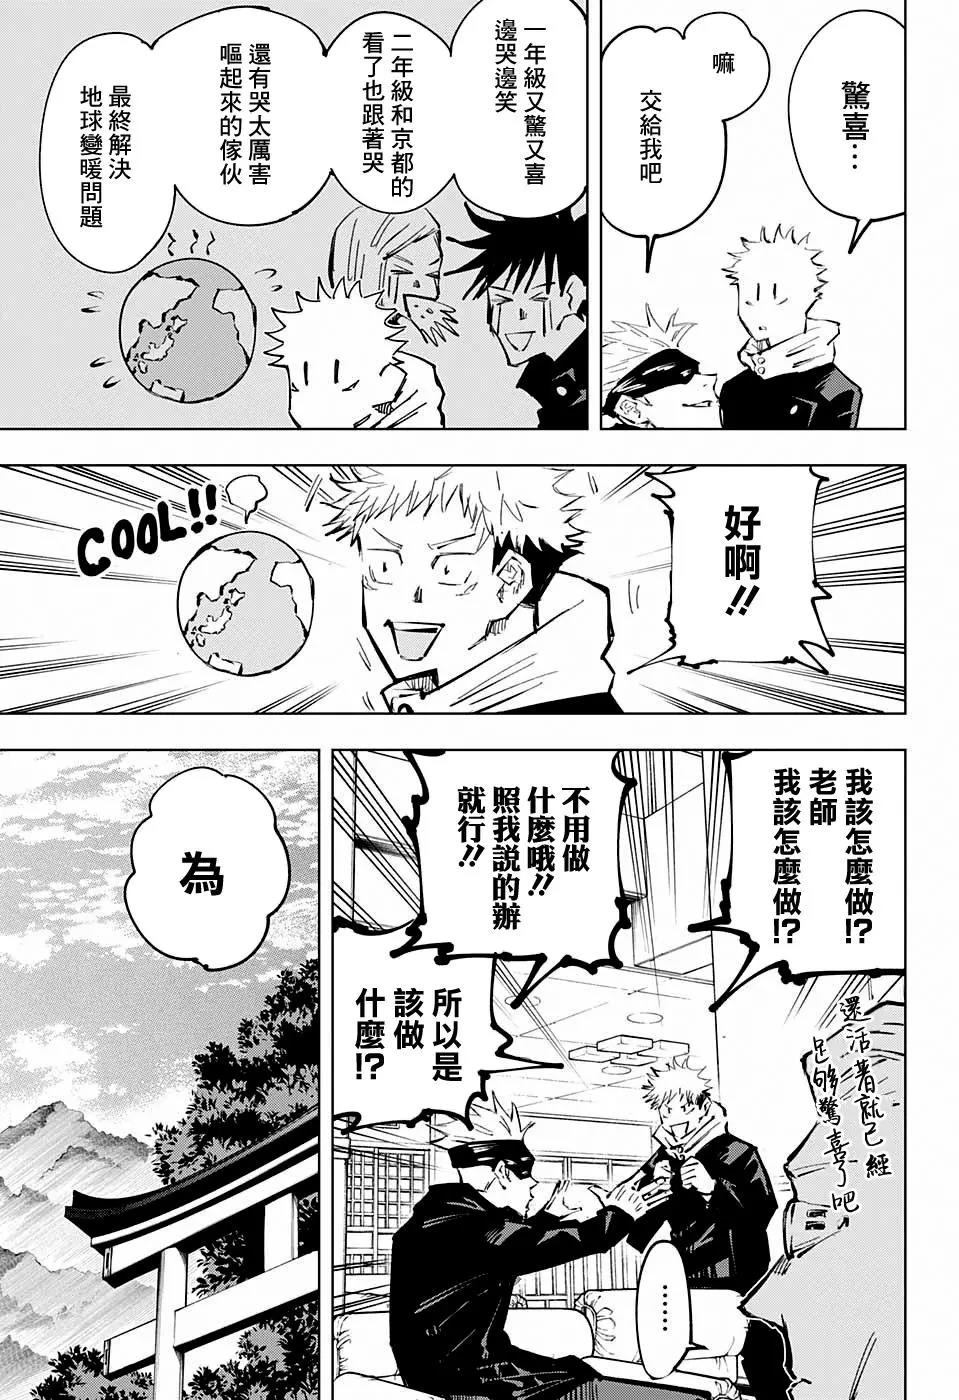 驚喜…
嘛
交給我吧
一年級又驚又喜
邊哭邊笑
二年級和京都的
看了也跟著哭
還有哭太厲害
嘔起來的傢伙
最終解決
地球變暖問題
好啊!!
COOL!!
我該怎麼做!?
老師
我該怎麼做!?
不用做
什麼哦!!
照我說的辦
就行!!
還活著就已經
足够驚喜了吧
所以是
該做
什麼!?
……
為